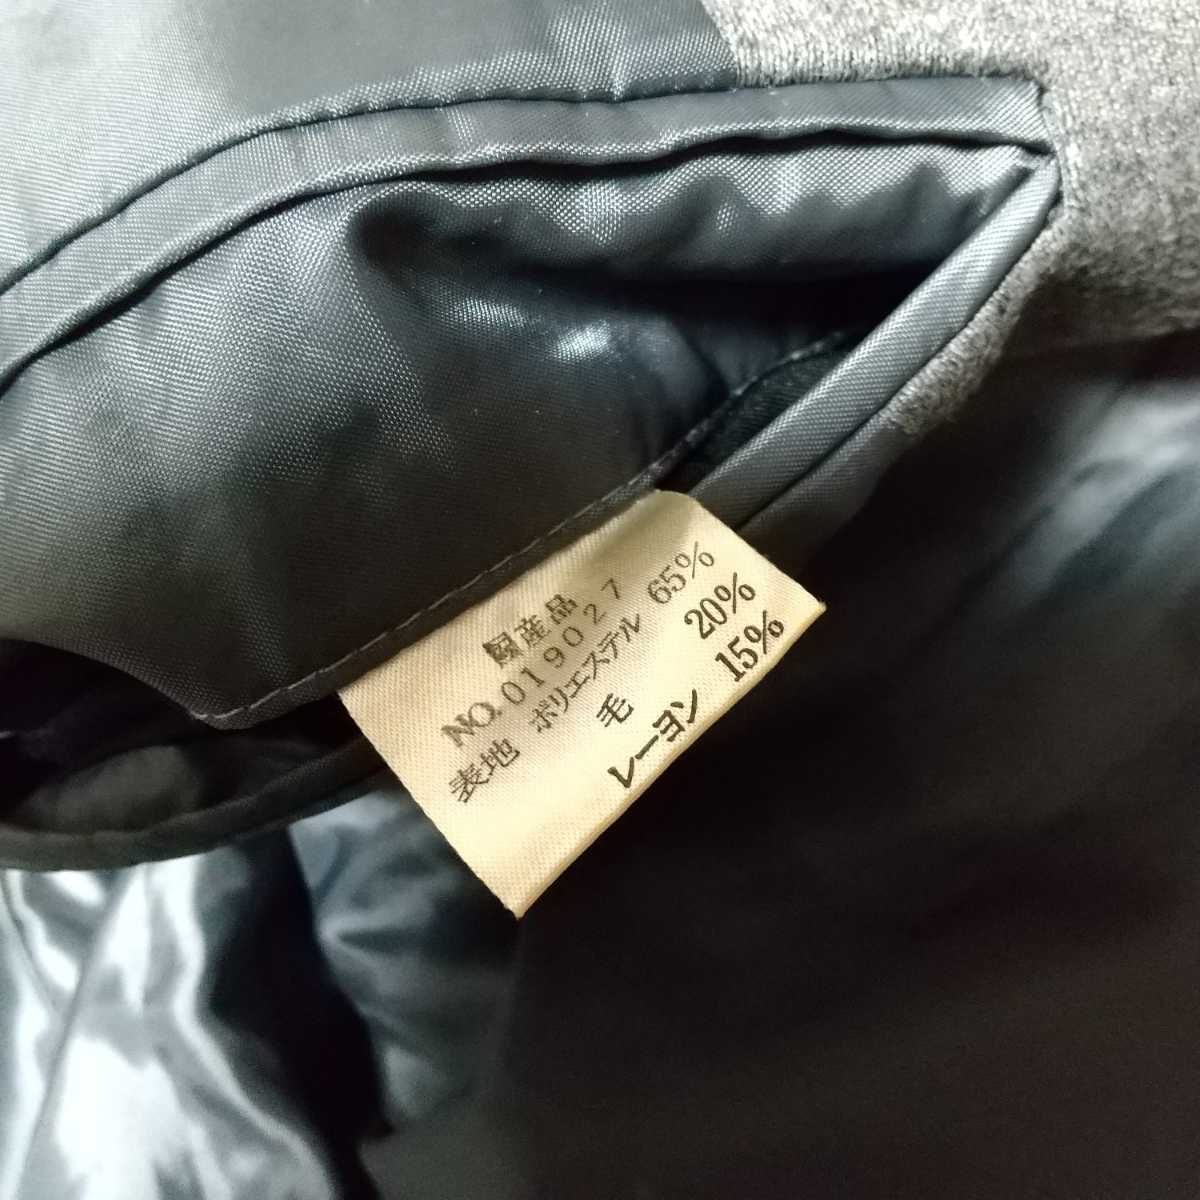 国産品
NO.019027
表地 ポリエステル 65%
毛 20%
レーヨン 15%